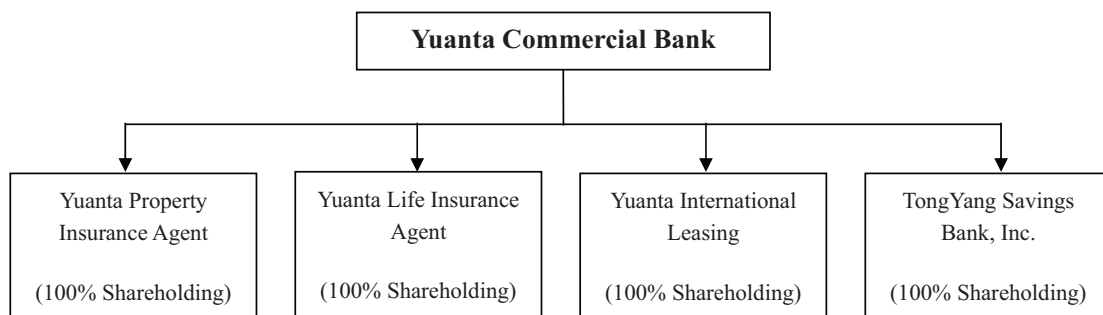 Yuanta Commercial Bank
Yuanta Property
Insurance Agent
(100% Shareholding)
Yuanta Life Insurance
Agent
(100% Shareholding)
Yuanta International
Leasing
(100% Shareholding)
TongYang Savings
Bank, Inc.
(100% Shareholding)